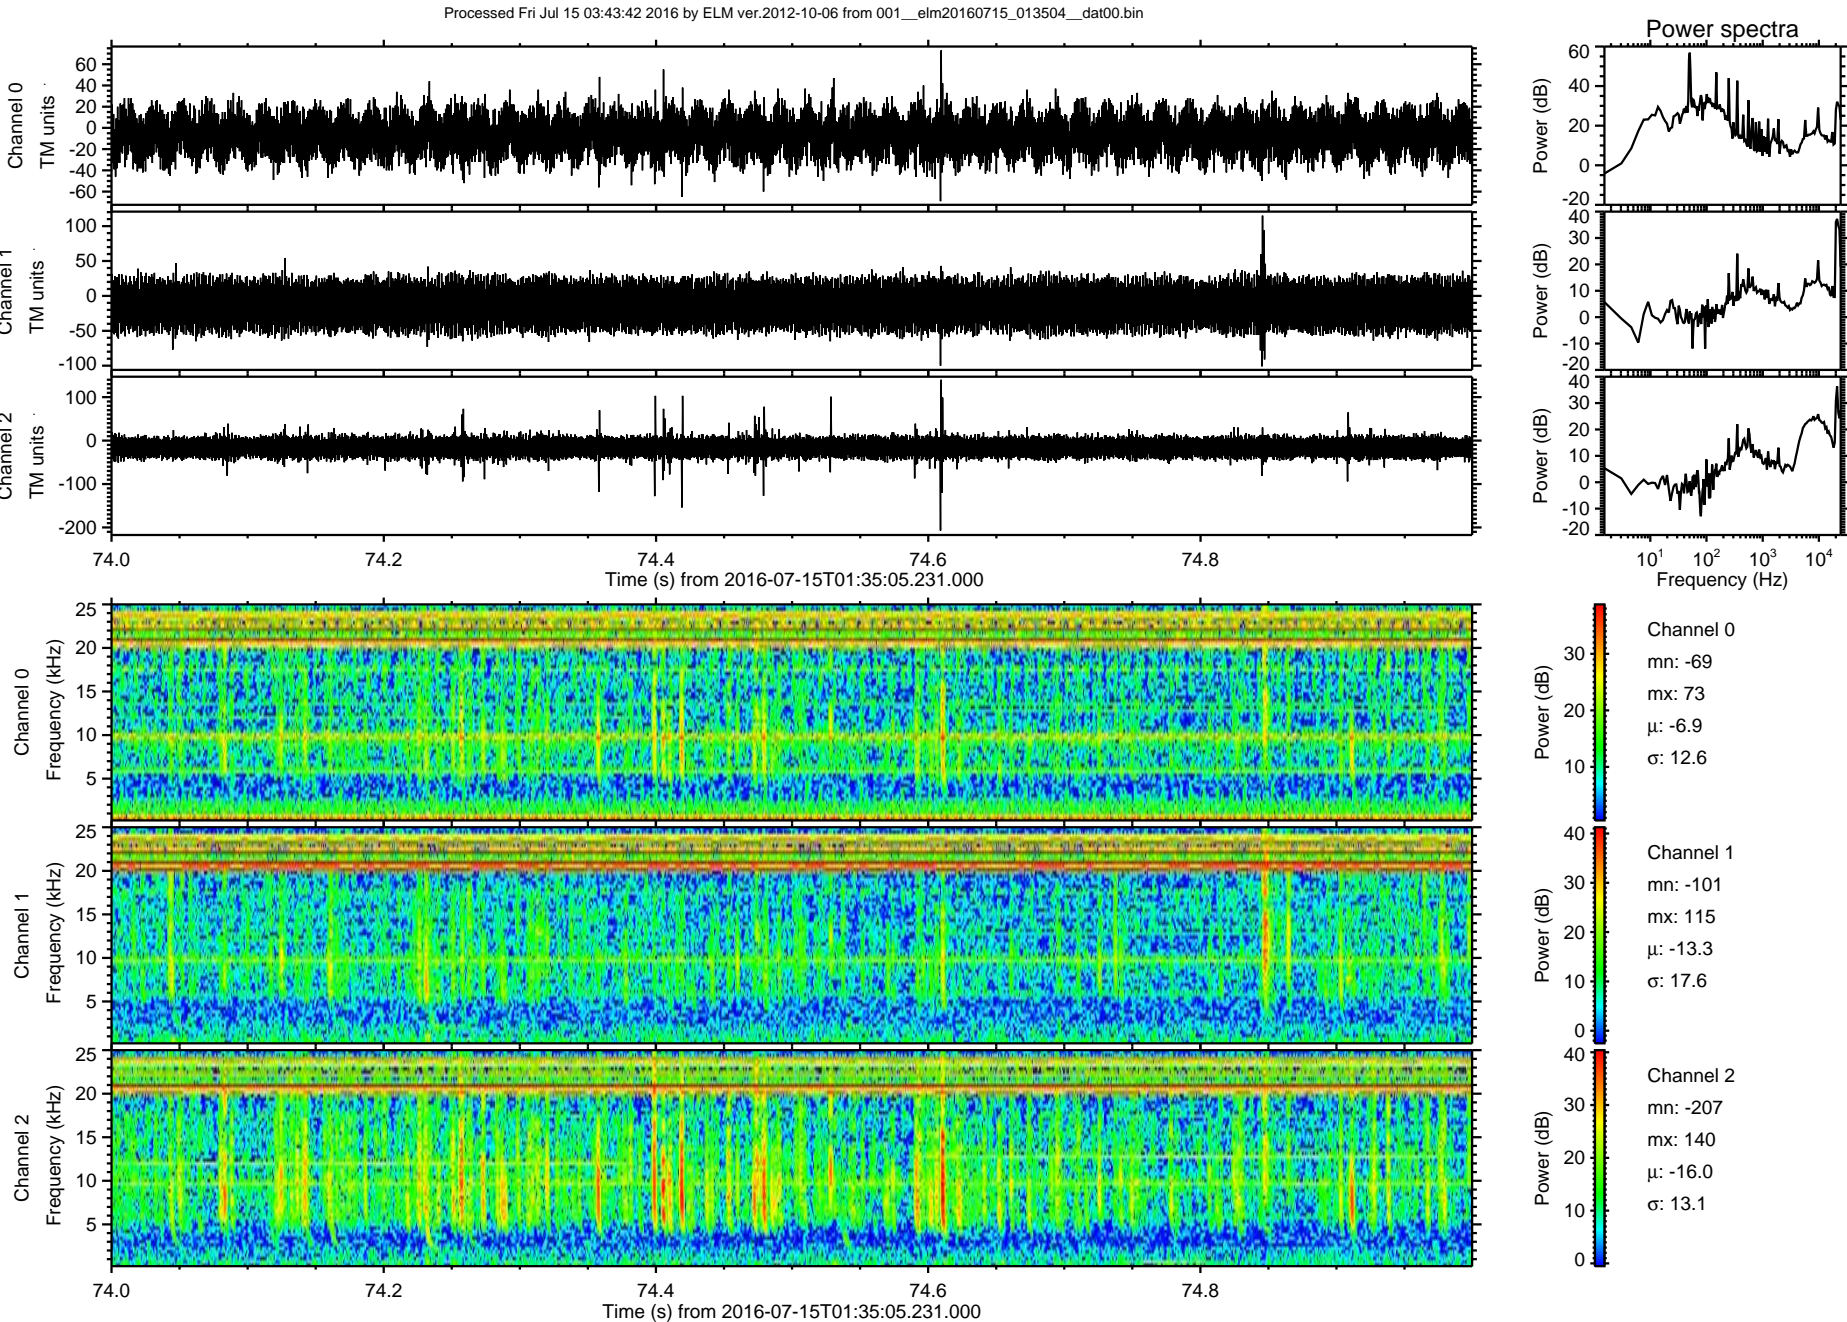 Processed Fri Jul 15 03:43:42 2016 by ELM ver.2012-10-06 from 001__elm20160715_013504__dat00.bin
Power spectra
Channel 0
TM units
60
40
20
0
-20
-40
-60
Power (dB)
60
40
20
0
-20
Channel 1
TM units
100
50
0
-50
-100
Power (dB)
40
30
20
10
0
-10
-20
Channel 2
TM units
100
0
-100
-200
Power (dB)
40
30
20
10
0
-10
-20
74.0 74.2 74.4 74.6 74.8
Time (s) from 2016-07-15T01:35:05.231.000
10^1 10^2 10^3 10^4
Frequency (Hz)
Channel 0
Frequency (kHz)
25
20
15
10
5
Power (dB)
30
20
10
Channel 0
mn: -69
mx: 73
μ: -6.9
σ: 12.6
Channel 1
Frequency (kHz)
25
20
15
10
5
Power (dB)
40
30
20
10
0
Channel 1
mn: -101
mx: 115
μ: -13.3
σ: 17.6
Channel 2
Frequency (kHz)
25
20
15
10
5
Power (dB)
40
30
20
10
0
Channel 2
mn: -207
mx: 140
μ: -16.0
σ: 13.1
74.0 74.2 74.4 74.6 74.8
Time (s) from 2016-07-15T01:35:05.231.000